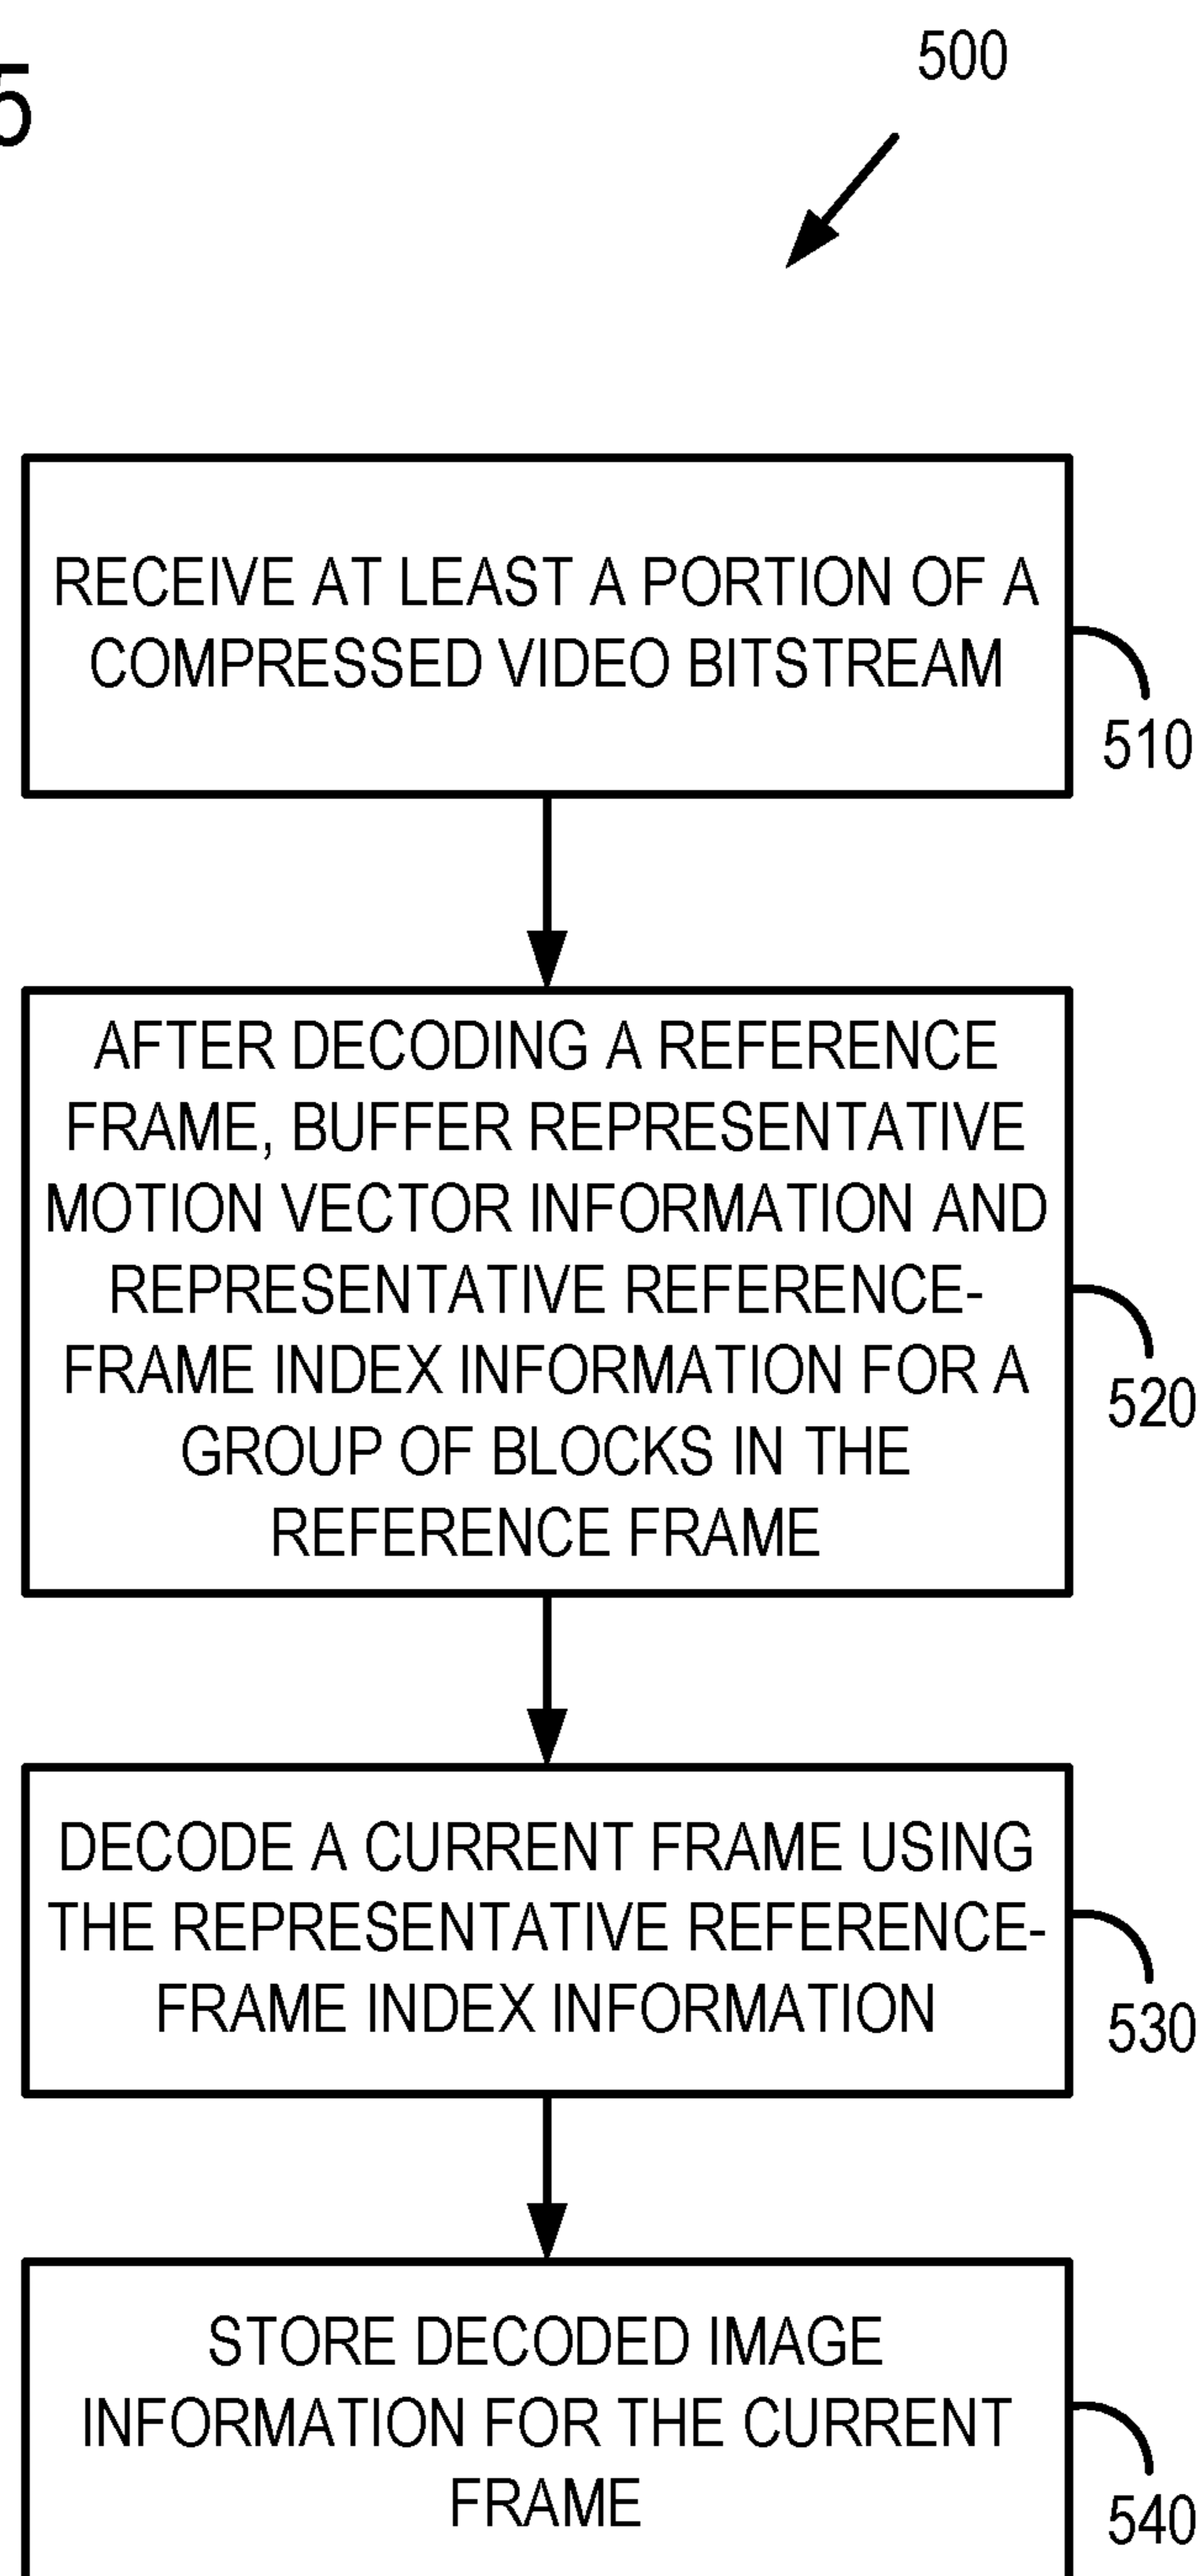 5
500
RECEIVE AT LEAST A PORTION OF A
COMPRESSED VIDEO BITSTREAM
510
AFTER DECODING A REFERENCE
FRAME, BUFFER REPRESENTATIVE
MOTION VECTOR INFORMATION AND
REPRESENTATIVE REFERENCE-
FRAME INDEX INFORMATION FOR A
GROUP OF BLOCKS IN THE
REFERENCE FRAME
520
DECODE A CURRENT FRAME USING
THE REPRESENTATIVE REFERENCE-
FRAME INDEX INFORMATION
530
STORE DECODED IMAGE
INFORMATION FOR THE CURRENT
FRAME
540